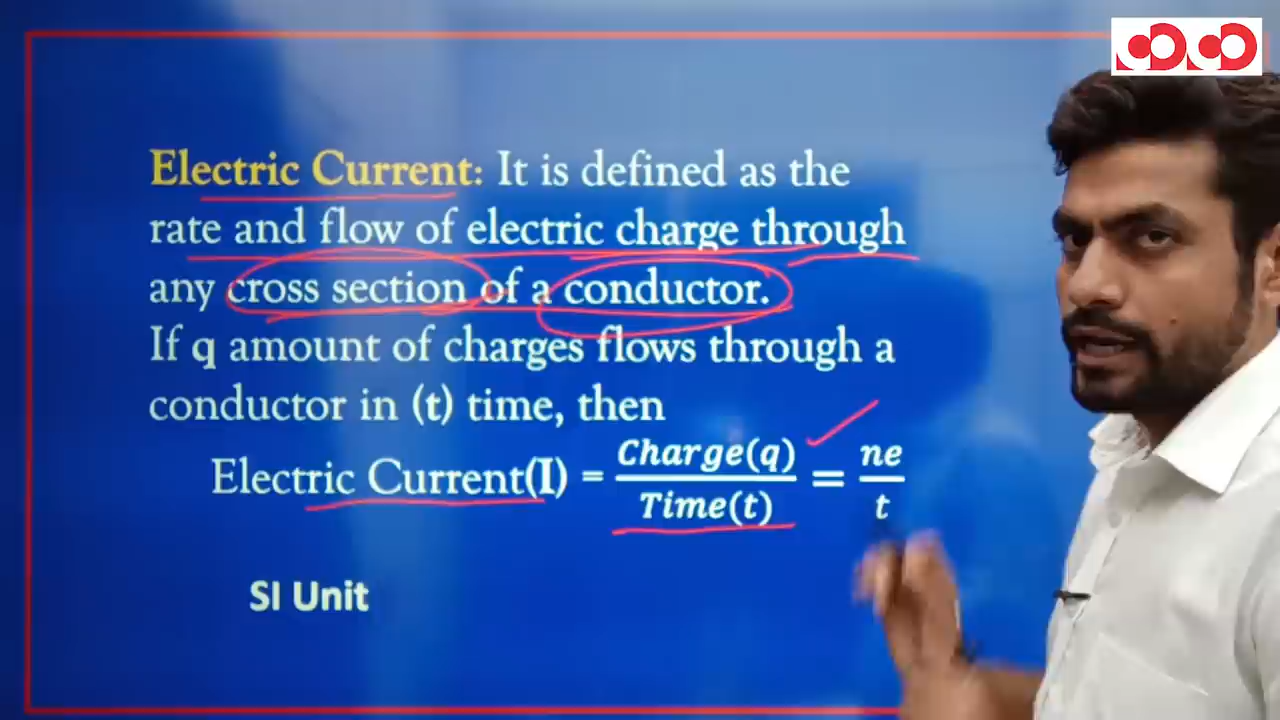 Electric Current: It is defined as the
rate and flow of electric charge through
any cross section of a conductor.
If q amount of charges flows through a
conductor in (t) time, then
Electric Current(I) = Charge(q)/Time(t) = ne/t
SI Unit